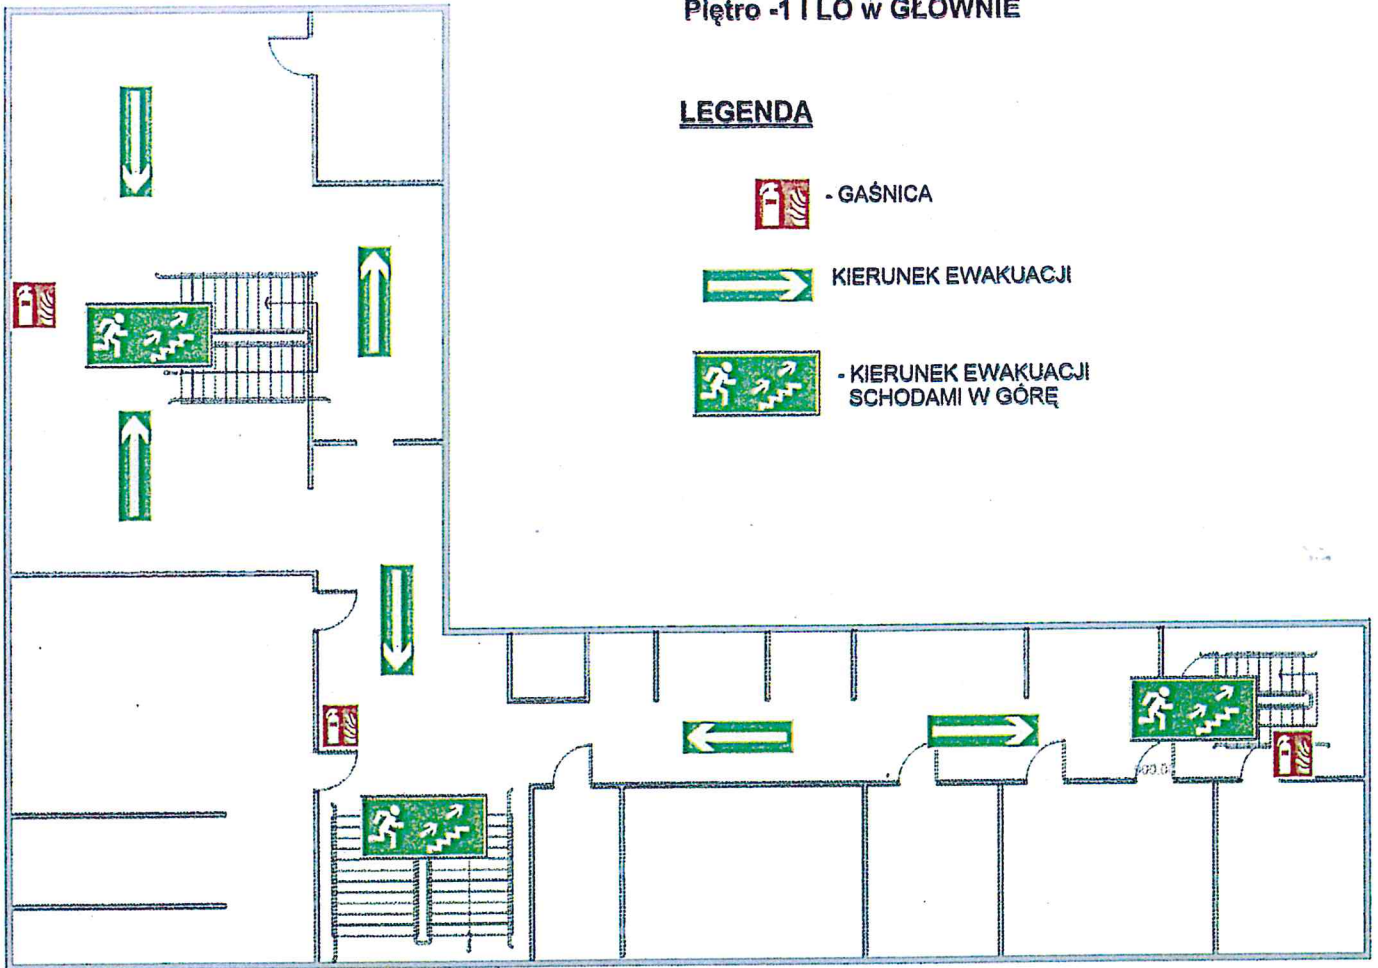 Piętro -1 I LO w GŁOWNIE
LEGENDA
- GAŚNICA
KIERUNEK EWAKUACJI
- KIERUNEK EWAKUACJI
SCHODAMI W GÓRĘ